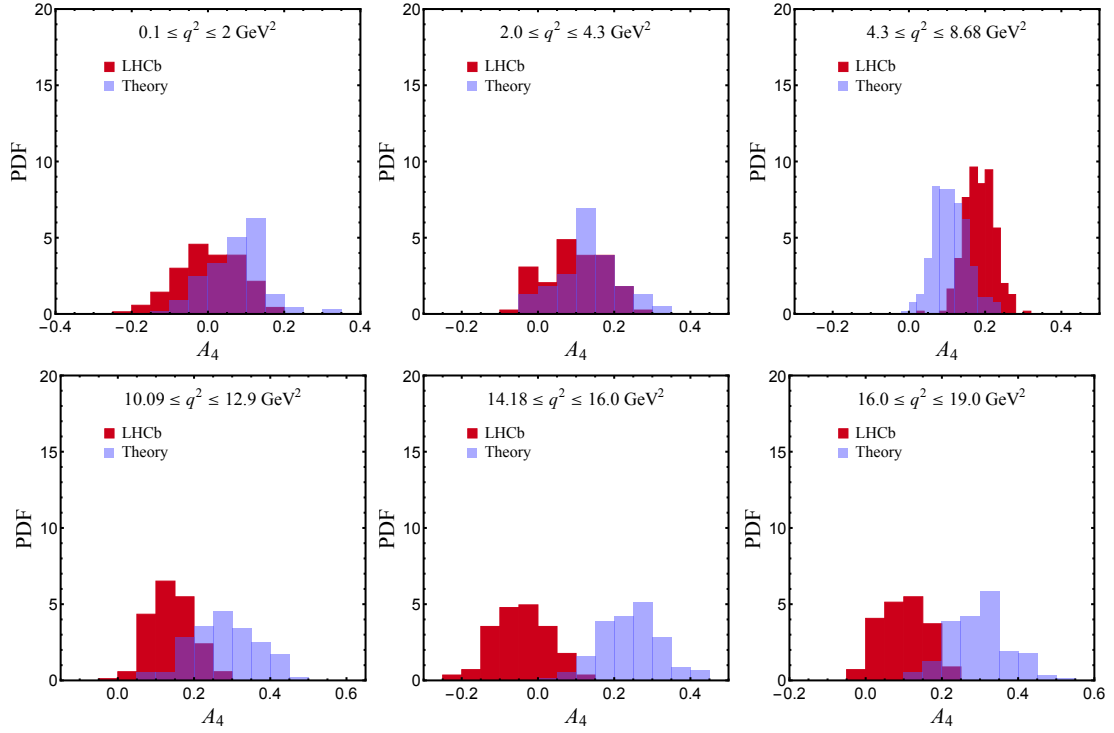 0.1 ≤ q² ≤ 2 GeV²
LHCb
Theory
PDF
20
15
10
5
0
−0.4 −0.2 0.0 0.2 0.4
A₄
2.0 ≤ q² ≤ 4.3 GeV²
LHCb
Theory
PDF
20
15
10
5
0
0.0 0.2 0.4
A₄
4.3 ≤ q² ≤ 8.68 GeV²
LHCb
Theory
PDF
20
15
10
5
0
−0.2 0.0 0.2 0.4
A₄
10.09 ≤ q² ≤ 12.9 GeV²
LHCb
Theory
PDF
20
15
10
5
0
0.0 0.2 0.4 0.6
A₄
14.18 ≤ q² ≤ 16.0 GeV²
LHCb
Theory
PDF
20
15
10
5
0
−0.2 0.0 0.2 0.4
A₄
16.0 ≤ q² ≤ 19.0 GeV²
LHCb
Theory
PDF
20
15
10
5
0
−0.2 0.0 0.2 0.4 0.6
A₄